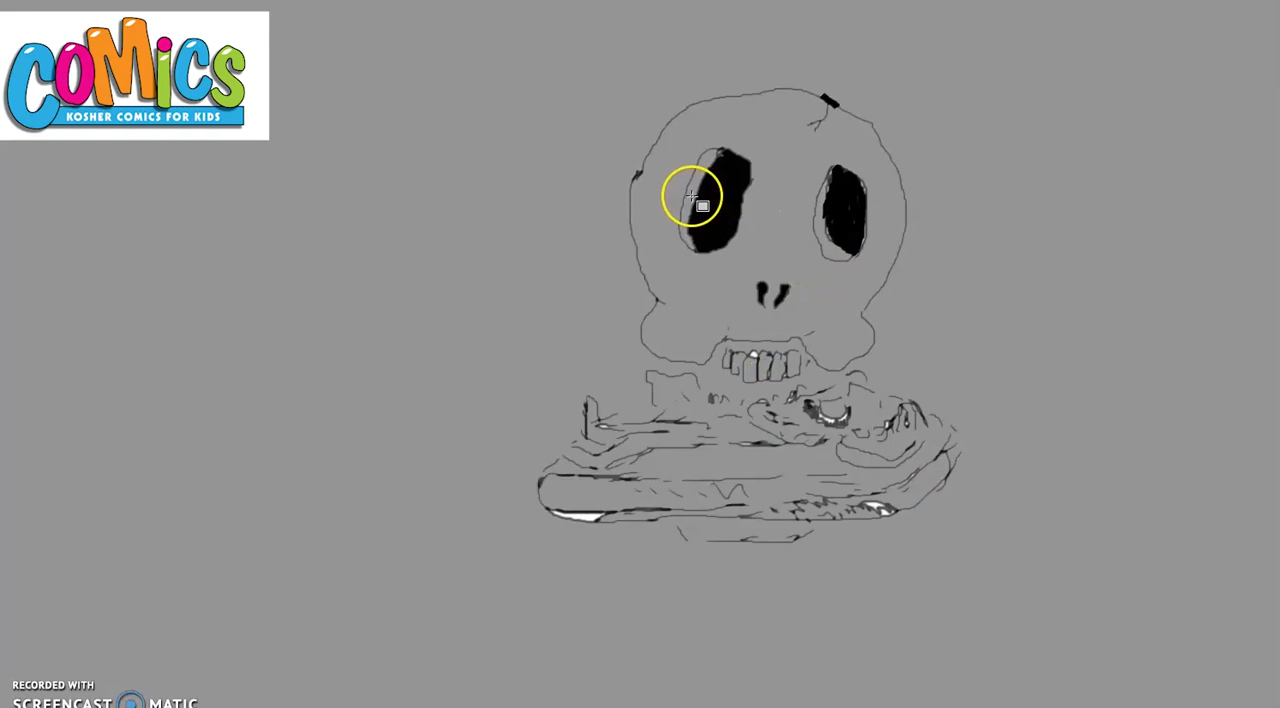 COMiCS
KOSHER COMICS FOR KIDS
RECORDED WITH
SCREENCAST MATIC